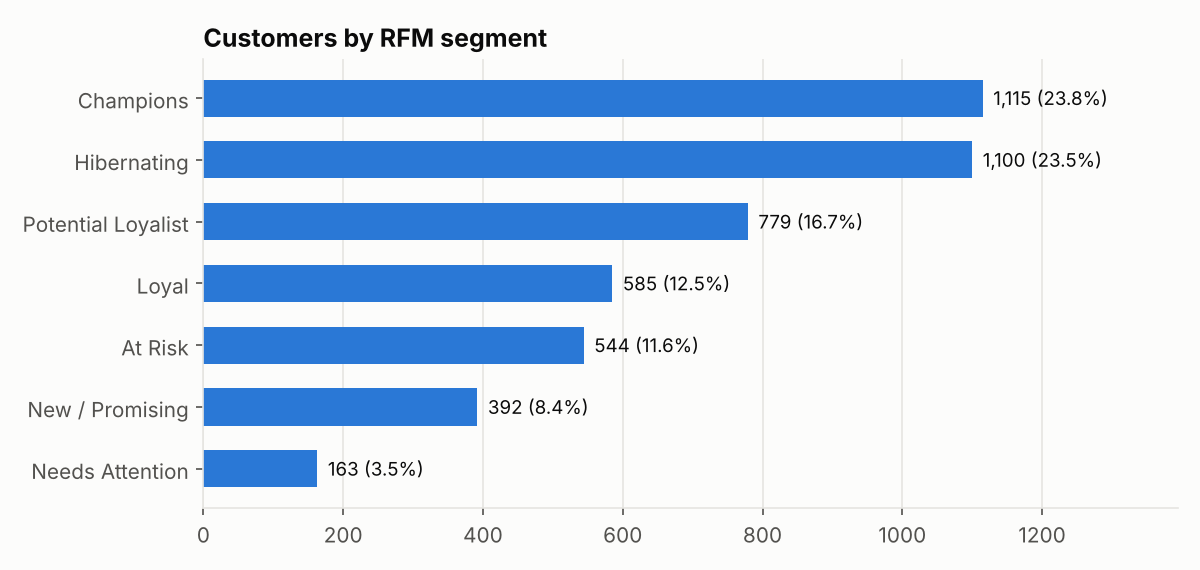 Customers by RFM segment
Champions 1,115 (23.8%)
Hibernating 1,100 (23.5%)
Potential Loyalist 779 (16.7%)
Loyal 585 (12.5%)
At Risk 544 (11.6%)
New / Promising 392 (8.4%)
Needs Attention 163 (3.5%)
0 200 400 600 800 1000 1200